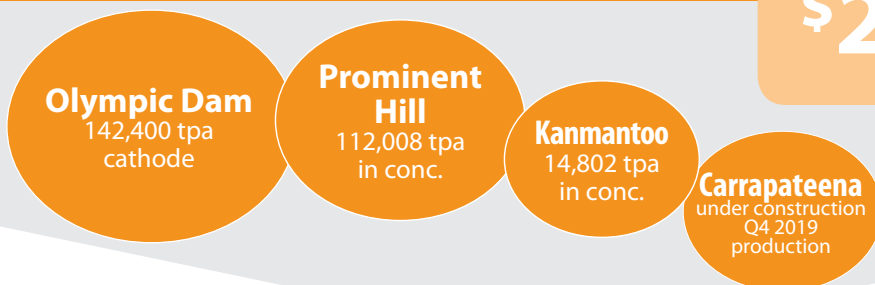 $2
Olympic Dam
142,400 tpa
cathode
Prominent
Hill
112,008 tpa
in conc.
Kanmantoo
14,802 tpa
in conc.
Carrapateena
under construction
Q4 2019
production